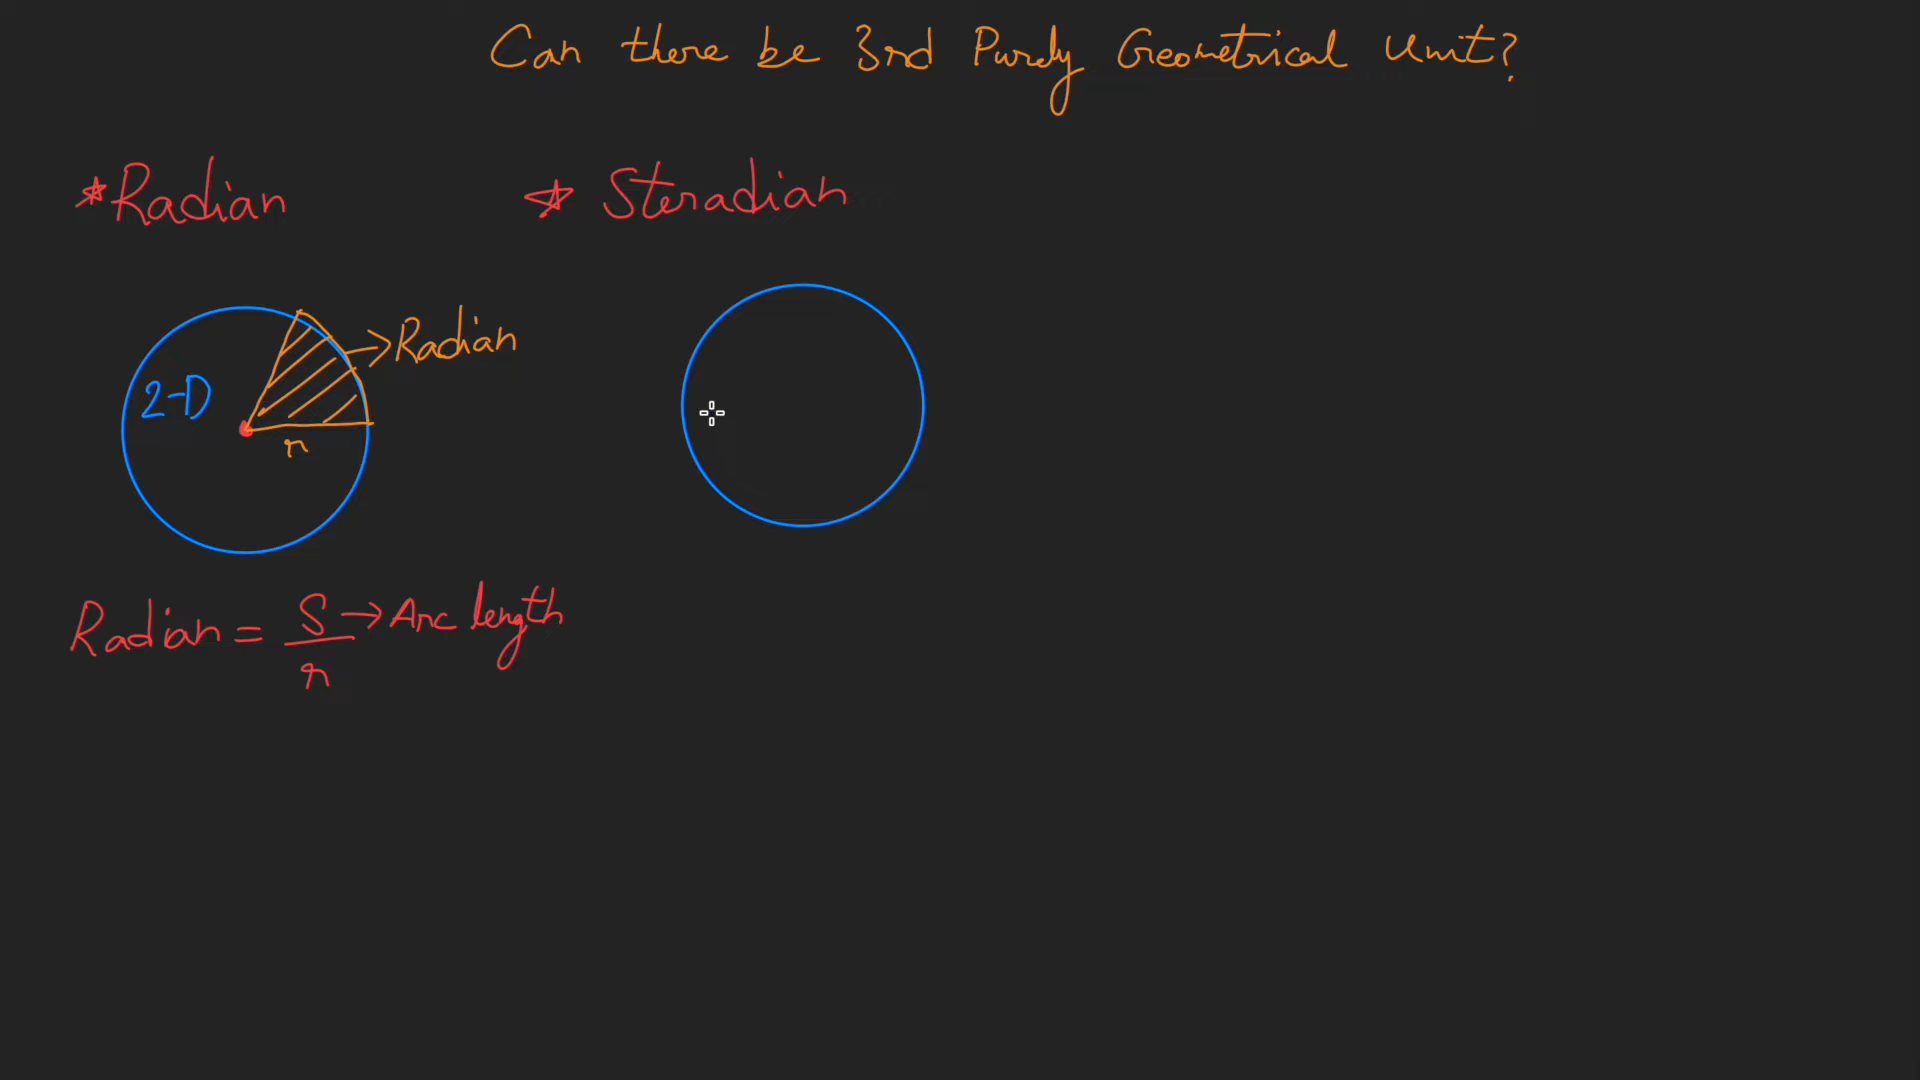 Can there be 3rd Purely Geometrical Unit?
*Radian
* Steradian
Radian
2-D
r
Radian = S/r → Arc length